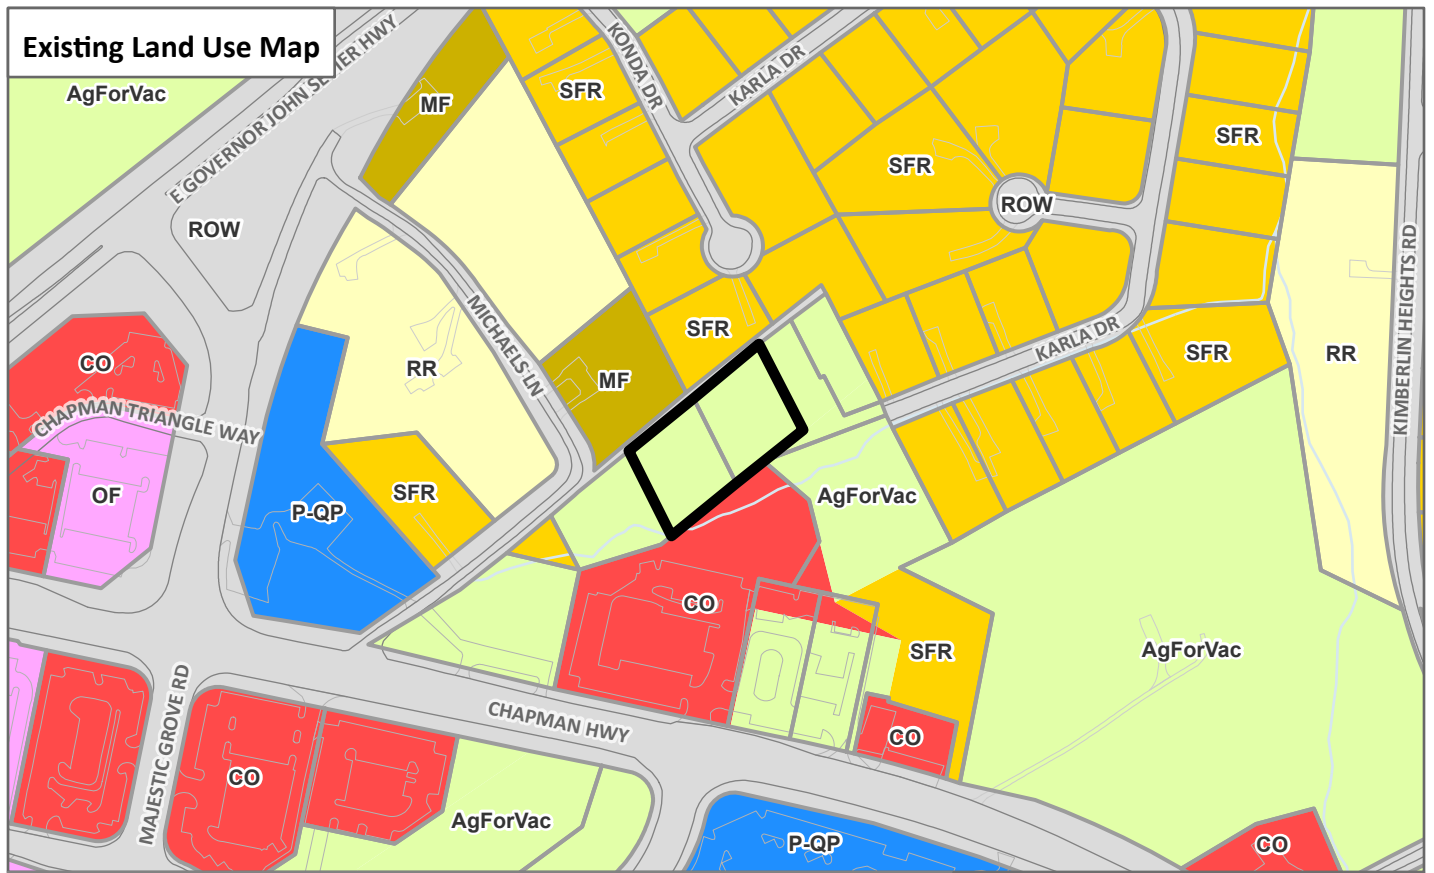 Existing Land Use Map
AgForVac
E GOVERNOR JOHN SEVIER HWY
MF
SFR
KONDA DR
KARLA DR
SFR
SFR
ROW
ROW
KIMBERLIN HEIGHTS RD
MICHAELS LN
SFR
KARLA DR
SFR
RR
CO
RR
MF
CHAPMAN TRIANGLE WAY
OF
P-QP
SFR
AgForVac
CO
SFR
AgForVac
MAJESTIC GROVE RD
CHAPMAN HWY
CO
CO
AgForVac
P-QP
CO